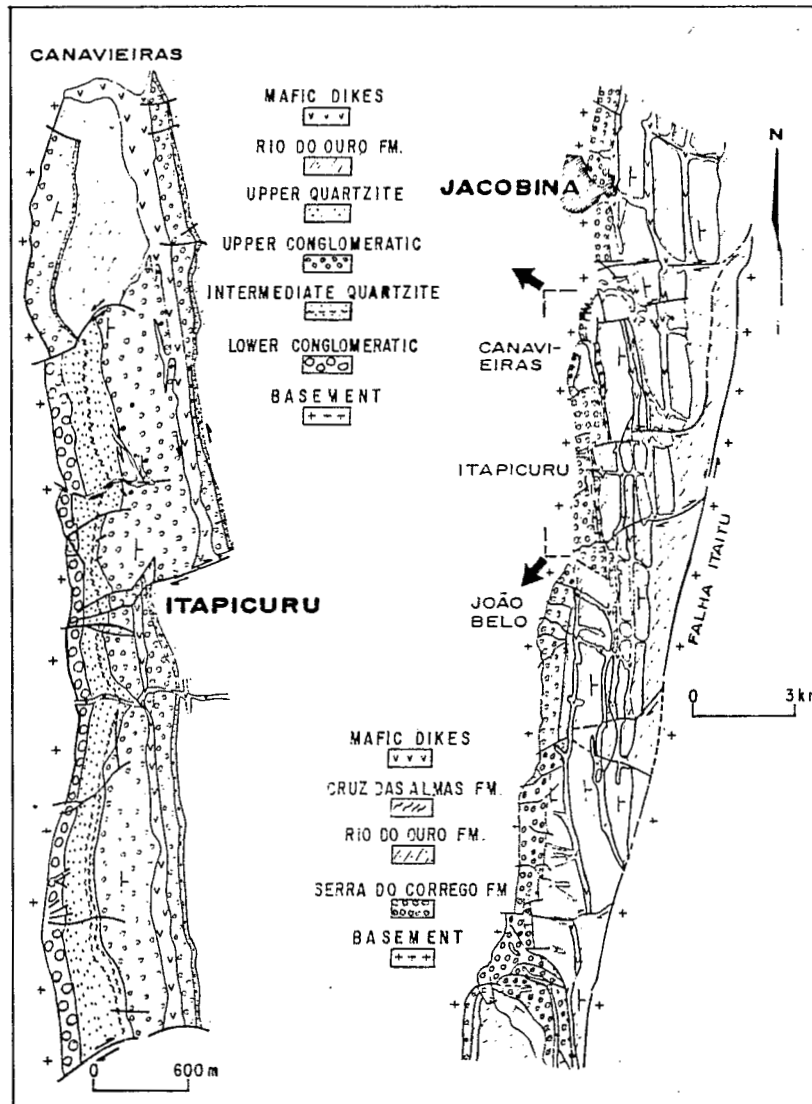 CANAVIEIRAS
MAFIC DIKES
RIO DO OURO FM.
UPPER QUARTZITE
UPPER CONGLOMERATIC
INTERMEDIATE QUARTZITE
LOWER CONGLOMERATIC
BASEMENT
ITAPICURU
0 600 m
JACOBINA
N
CANAVI-
EIRAS
ITAPICURU
JOÃO
BELO
FALHA ITAITU
0 3 km
MAFIC DIKES
CRUZ DAS ALMAS FM.
RIO DO OURO FM.
SERRA DO CORREGO FM
BASEMENT